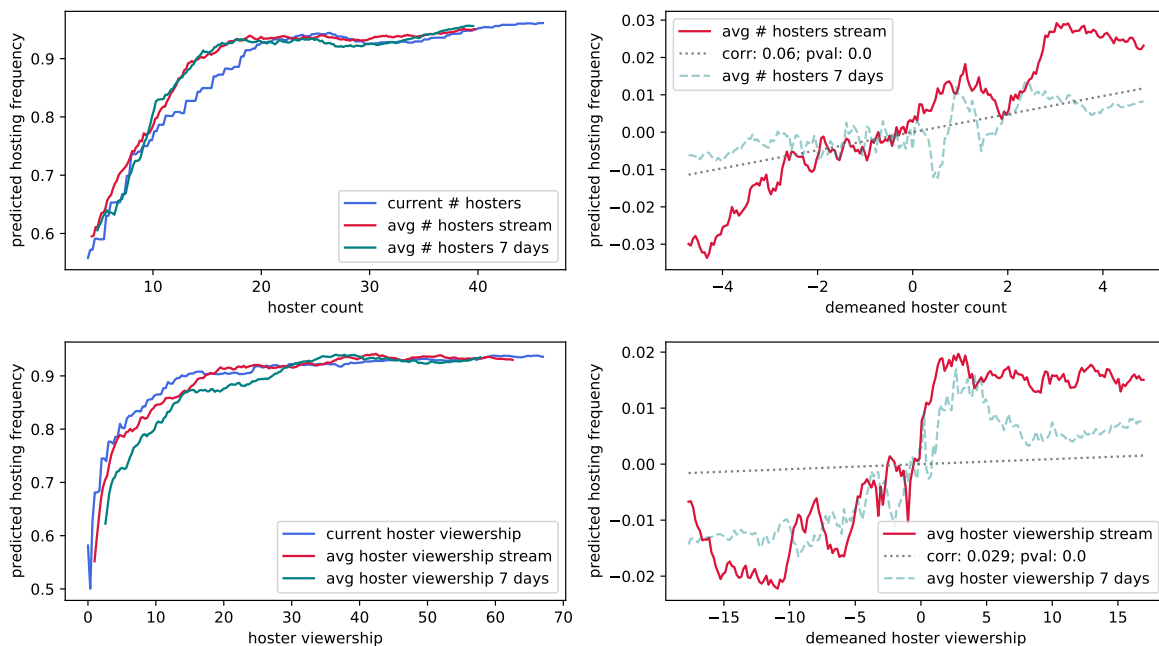 predicted hosting frequency
0.9
0.8
0.7
0.6
current # hosters
avg # hosters stream
avg # hosters 7 days
10 20 30 40
hoster count
predicted hosting frequency
0.03
0.02
0.01
0.00
−0.01
−0.02
−0.03
avg # hosters stream
corr: 0.06; pval: 0.0
avg # hosters 7 days
−4 −2 0 2 4
demeaned hoster count
predicted hosting frequency
0.9
0.8
0.7
0.6
0.5
current hoster viewership
avg hoster viewership stream
avg hoster viewership 7 days
0 10 20 30 40 50 60 70
hoster viewership
predicted hosting frequency
0.02
0.01
0.00
−0.01
−0.02
avg hoster viewership stream
corr: 0.029; pval: 0.0
avg hoster viewership 7 days
−15 −10 −5 0 5 10 15
demeaned hoster viewership